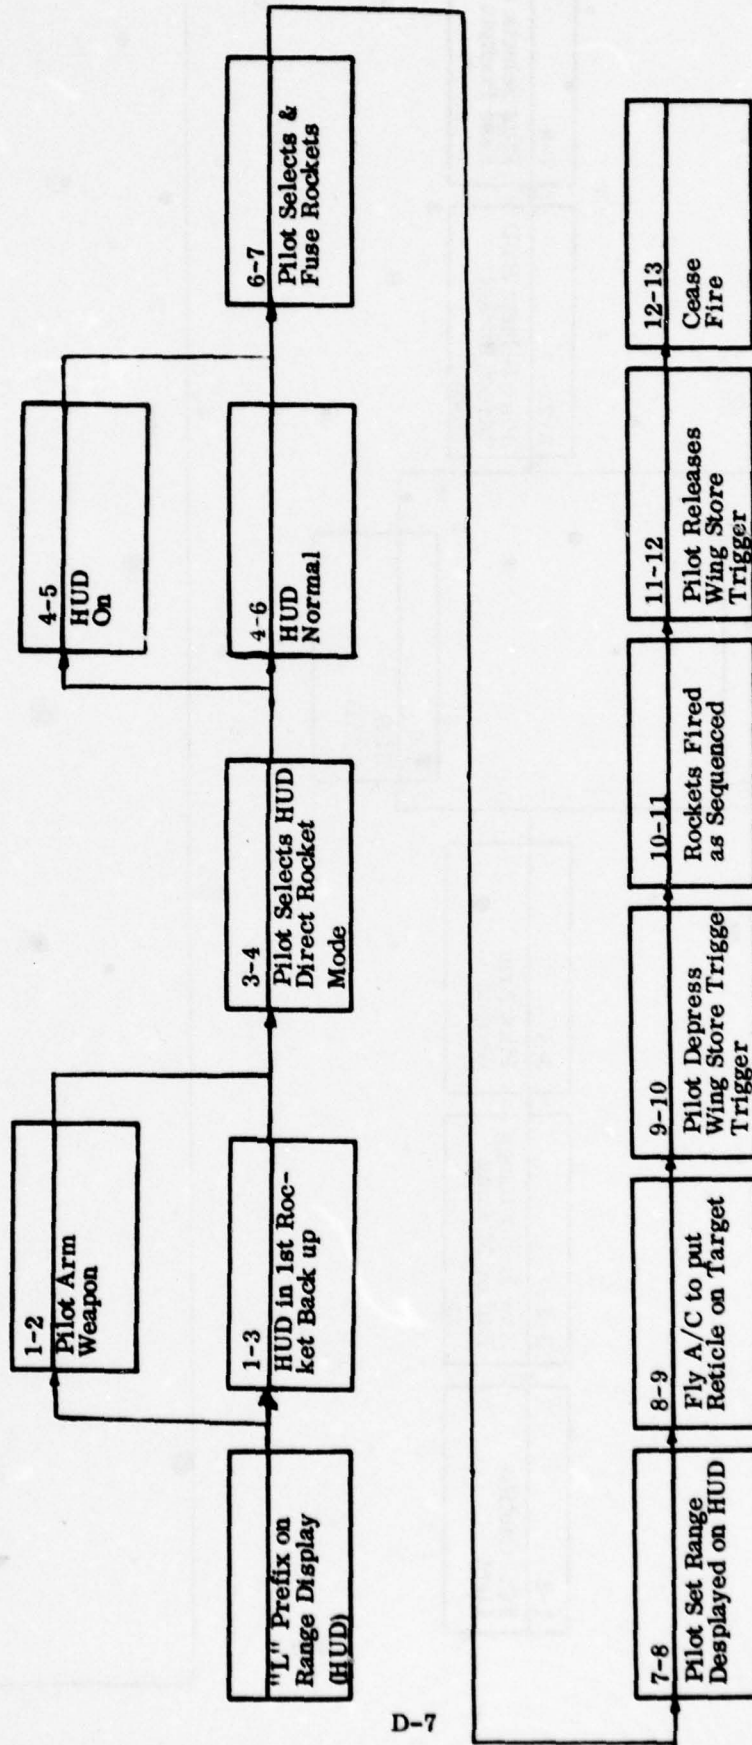 "L" Prefix on
Range Display
(HUD)
1-2
Pilot Arm
Weapon
1-3
HUD in 1st Roc-
ket Back up
3-4
Pilot Selects HUD
Direct Rocket
Mode
4-5
HUD
On
4-6
HUD
Normal
6-7
Pilot Selects &
Fuse Rockets
7-8
Pilot Set Range
Desplayed on HUD
8-9
Fly A/C to put
Reticle on Target
9-10
Pilot Depress
Wing Store Trigge
Trigger
10-11
Rockets Fired
as Sequenced
11-12
Pilot Releases
Wing Store
Trigger
12-13
Cease
Fire
D-7